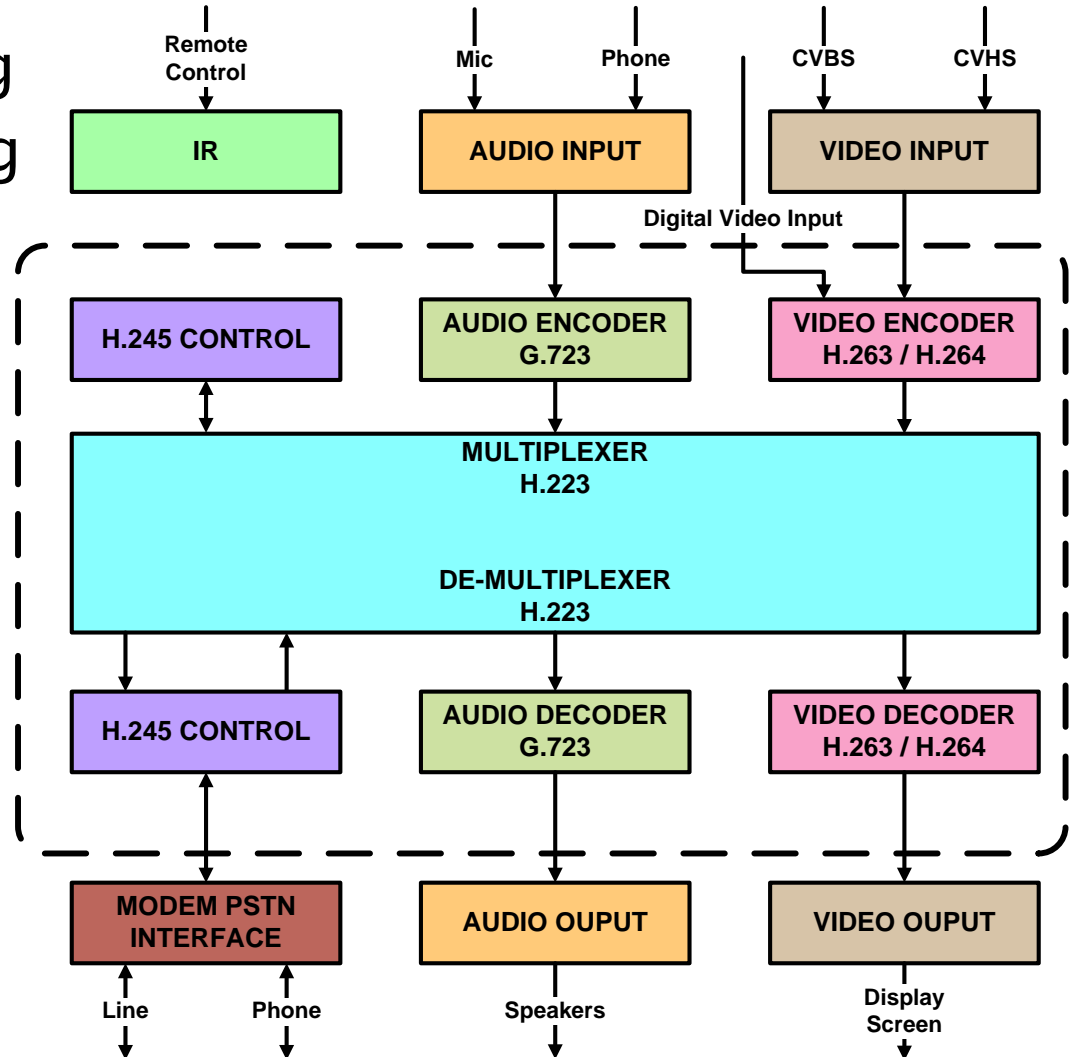 g
g
Remote
Control
Mic
Phone
CVBS
CVHS
IR
AUDIO INPUT
VIDEO INPUT
Digital Video Input
H.245 CONTROL
AUDIO ENCODER
G.723
VIDEO ENCODER
H.263 / H.264
MULTIPLEXER
H.223
DE-MULTIPLEXER
H.223
H.245 CONTROL
AUDIO DECODER
G.723
VIDEO DECODER
H.263 / H.264
MODEM PSTN
INTERFACE
AUDIO OUPUT
VIDEO OUPUT
Line
Phone
Speakers
Display
Screen